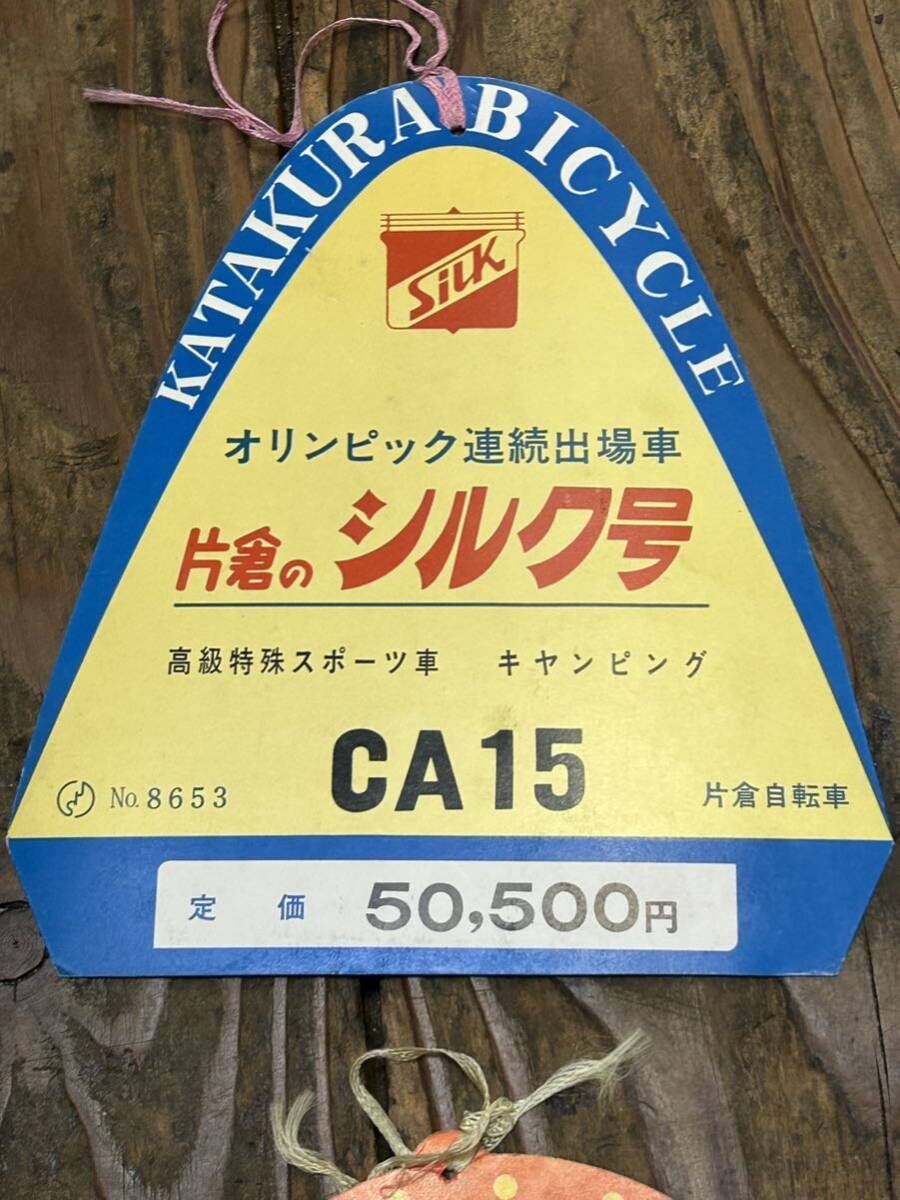 KATAKURA BICYCLE
SILK
オリンピック連続出場車
片倉の シルク号
高級特殊スポーツ車 キヤンピング
CA15
No. 8653
片倉自転車
定価 50,500円